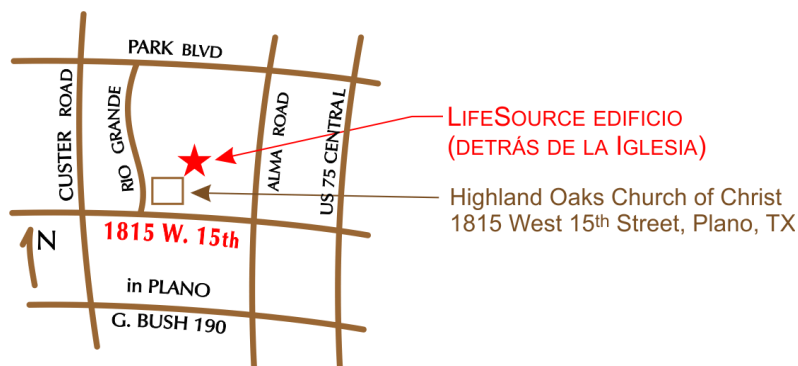 PARK BLVD
CUSTER ROAD
RIO GRANDE
ALMA ROAD
US 75 CENTRAL
LIFESOURCE EDIFICIO
(DETRÁS DE LA IGLESIA)
Highland Oaks Church of Christ
1815 West 15th Street, Plano, TX
1815 W. 15th
N
in PLANO
G. BUSH 190